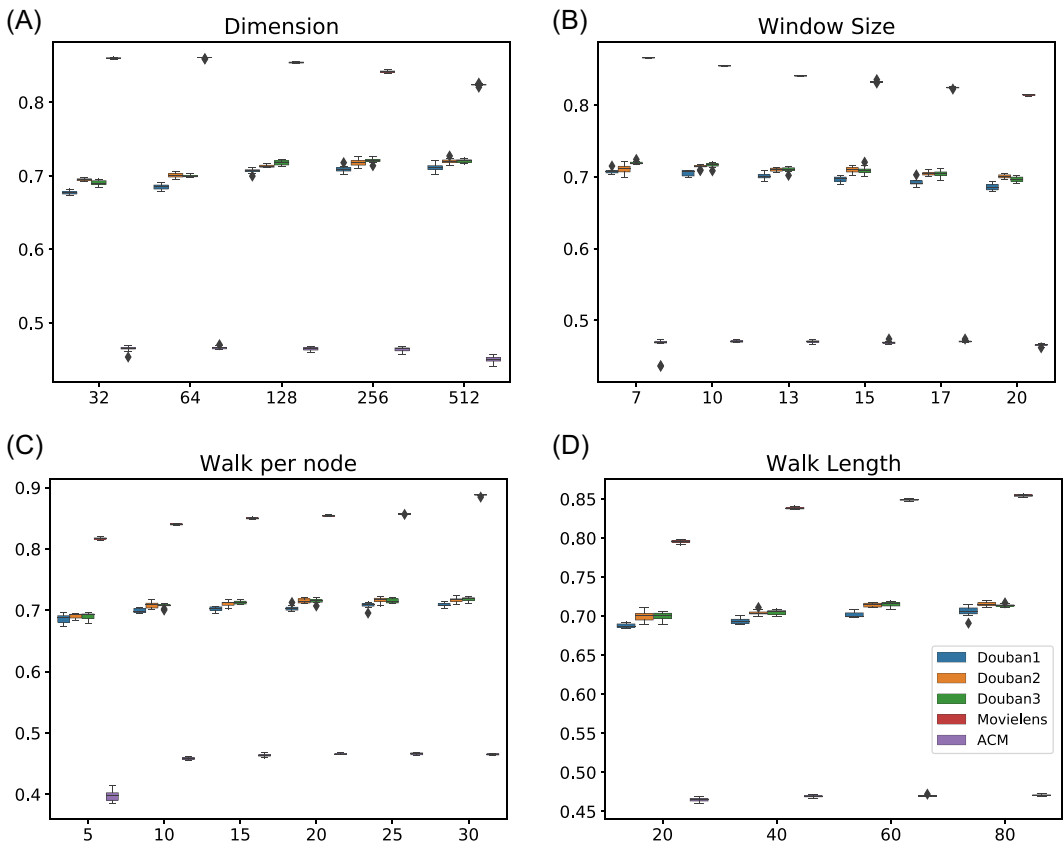 (A)
Dimension
0.8
0.7
0.6
0.5
32 64 128 256 512
(B)
Window Size
0.8
0.7
0.6
0.5
7 10 13 15 17 20
(C)
Walk per node
0.9
0.8
0.7
0.6
0.5
0.4
5 10 15 20 25 30
(D)
Walk Length
0.85
0.80
0.75
0.70
0.65
0.60
0.55
0.50
0.45
Douban1
Douban2
Douban3
Movielens
ACM
20 40 60 80